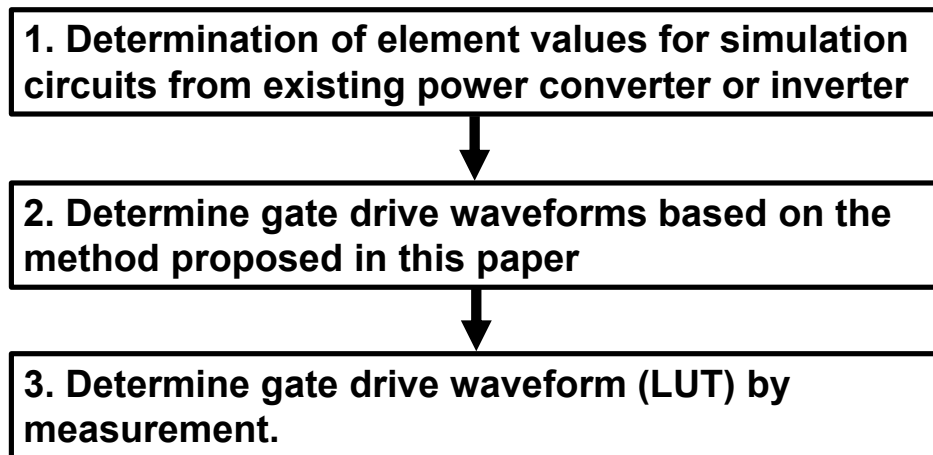 1. Determination of element values for simulation
circuits from existing power converter or inverter
2. Determine gate drive waveforms based on the
method proposed in this paper
3. Determine gate drive waveform (LUT) by
measurement.